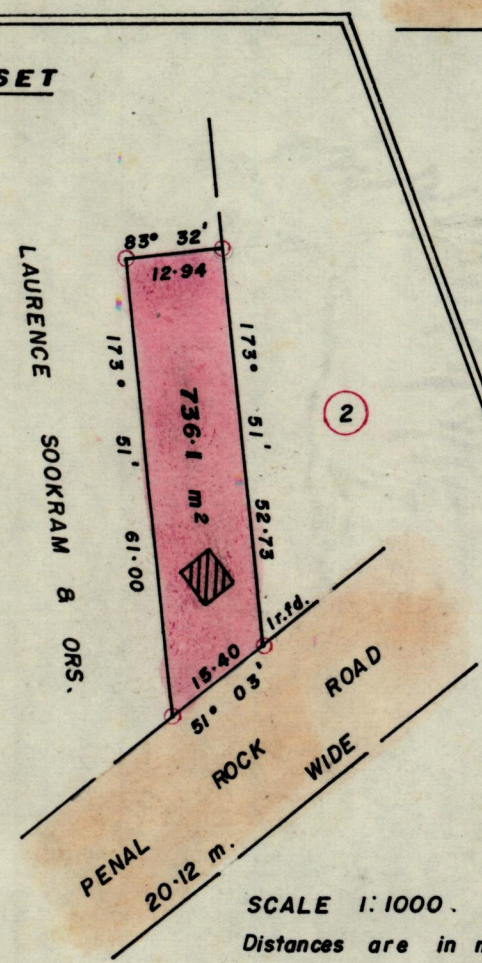 SET
83° 32'
12·94
LAURENCE SOOKRAM & ORS.
173° 51' 61·00
736·1 m²
173° 51' 52·73
2
Ir.fd.
15·40
51° 03'
PENAL ROCK ROAD
20·12 m. WIDE
SCALE 1:1000.
Distances are in